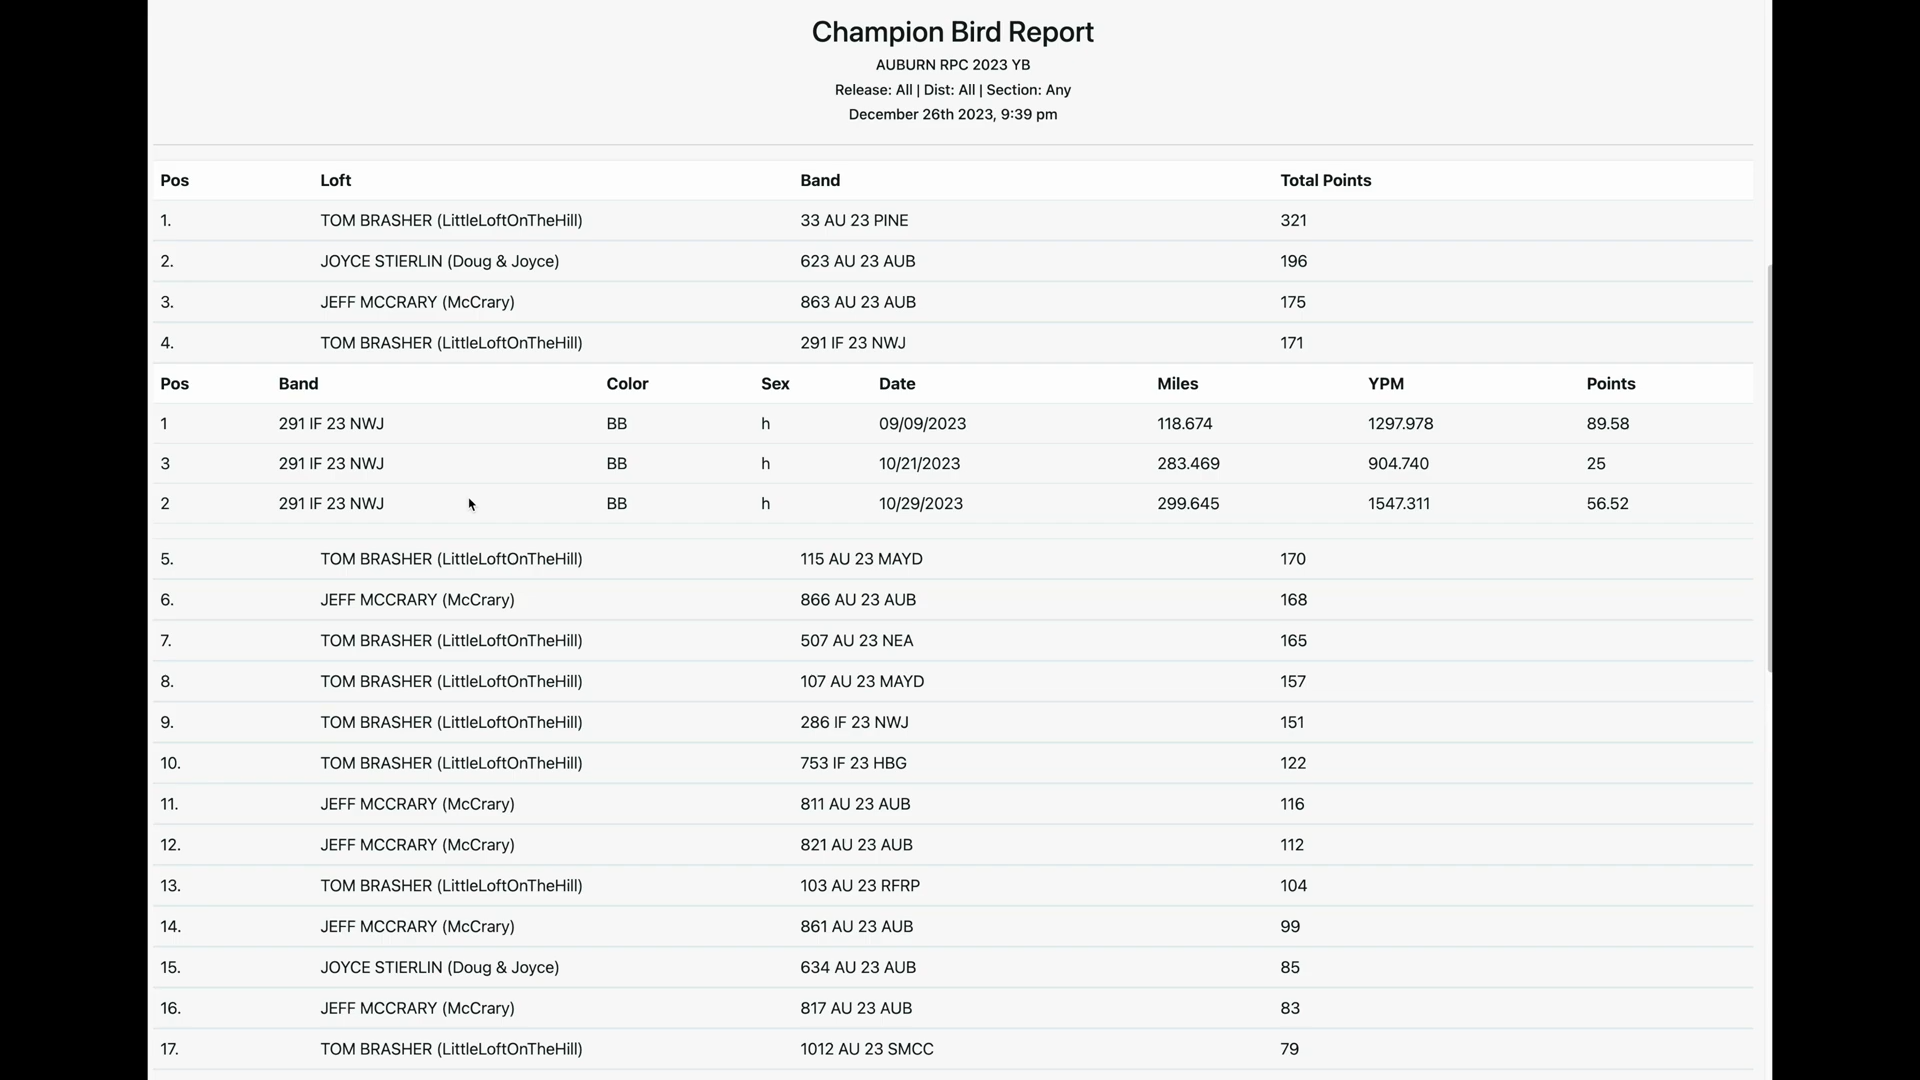 Champion Bird Report
AUBURN RPC 2023 YB
Release: All | Dist: All | Section: Any
December 26th 2023, 9:39 pm
Pos Loft Band Total Points
1. TOM BRASHER (LittleLoftOnTheHill) 33 AU 23 PINE 321
2. JOYCE STIERLIN (Doug & Joyce) 623 AU 23 AUB 196
3. JEFF MCCRARY (McCrary) 863 AU 23 AUB 175
4. TOM BRASHER (LittleLoftOnTheHill) 291 IF 23 NWJ 171
Pos Band Color Sex Date Miles YPM Points
1 291 IF 23 NWJ BB h 09/09/2023 118.674 1297.978 89.58
3 291 IF 23 NWJ BB h 10/21/2023 283.469 904.740 25
2 291 IF 23 NWJ BB h 10/29/2023 299.645 1547.311 56.52
5. TOM BRASHER (LittleLoftOnTheHill) 115 AU 23 MAYD 170
6. JEFF MCCRARY (McCrary) 866 AU 23 AUB 168
7. TOM BRASHER (LittleLoftOnTheHill) 507 AU 23 NEA 165
8. TOM BRASHER (LittleLoftOnTheHill) 107 AU 23 MAYD 157
9. TOM BRASHER (LittleLoftOnTheHill) 286 IF 23 NWJ 151
10. TOM BRASHER (LittleLoftOnTheHill) 753 IF 23 HBG 122
11. JEFF MCCRARY (McCrary) 811 AU 23 AUB 116
12. JEFF MCCRARY (McCrary) 821 AU 23 AUB 112
13. TOM BRASHER (LittleLoftOnTheHill) 103 AU 23 RFRP 104
14. JEFF MCCRARY (McCrary) 861 AU 23 AUB 99
15. JOYCE STIERLIN (Doug & Joyce) 634 AU 23 AUB 85
16. JEFF MCCRARY (McCrary) 817 AU 23 AUB 83
17. TOM BRASHER (LittleLoftOnTheHill) 1012 AU 23 SMCC 79